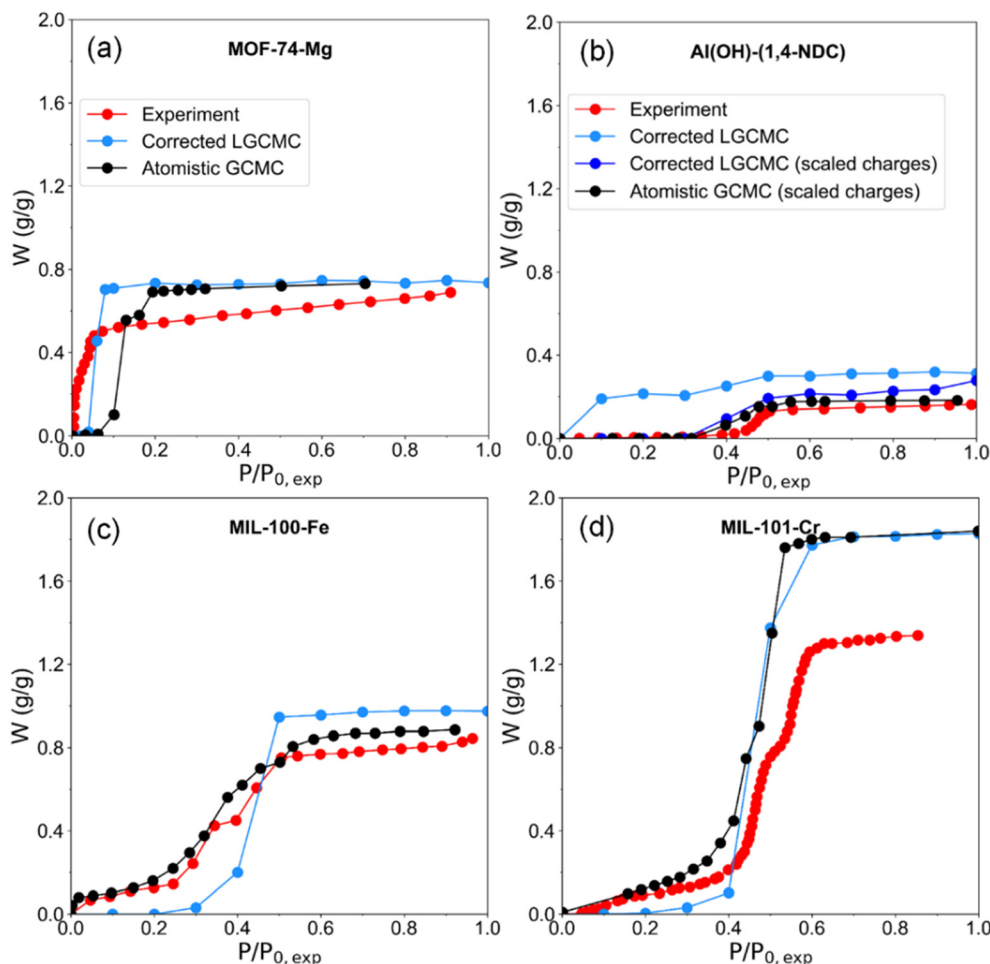 (a)
MOF-74-Mg
Experiment
Corrected LGCMC
Atomistic GCMC
W (g/g)
2.0
1.6
1.2
0.8
0.4
0.0
0.0 0.2 0.4 0.6 0.8 1.0
P/P0, exp
(b)
Al(OH)-(1,4-NDC)
Experiment
Corrected LGCMC
Corrected LGCMC (scaled charges)
Atomistic GCMC (scaled charges)
W (g/g)
2.0
1.6
1.2
0.8
0.4
0.0
0.0 0.2 0.4 0.6 0.8 1.0
P/P0, exp
(c)
MIL-100-Fe
W (g/g)
2.0
1.6
1.2
0.8
0.4
0.0
0.0 0.2 0.4 0.6 0.8 1.0
P/P0, exp
(d)
MIL-101-Cr
W (g/g)
2.0
1.6
1.2
0.8
0.4
0.0
0.0 0.2 0.4 0.6 0.8 1.0
P/P0, exp